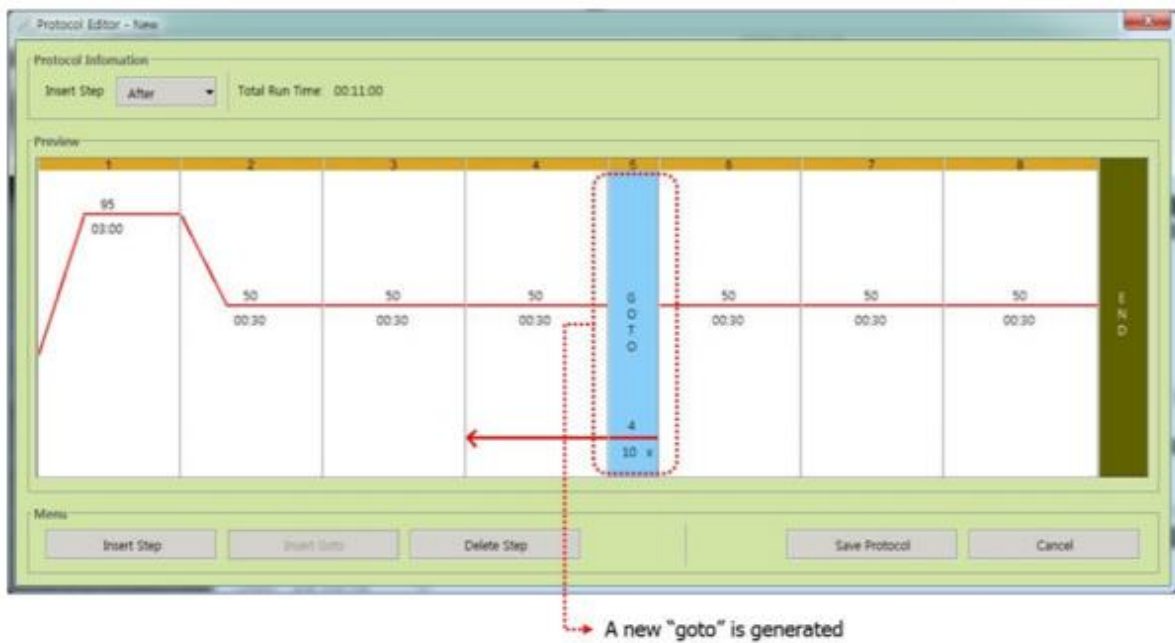 Protocol Editor - New
Protocol Infomation
Insert Step After Total Run Time 00:11:00
Preview
1 2 3 4 5 6 7 8
95
03:00
50 50 50 50 50 50
00:30 00:30 00:30 00:30 00:30 00:30
GOTO
END
4
10 x
Menu
Insert Step Insert Goto Delete Step Save Protocol Cancel
A new “goto” is generated